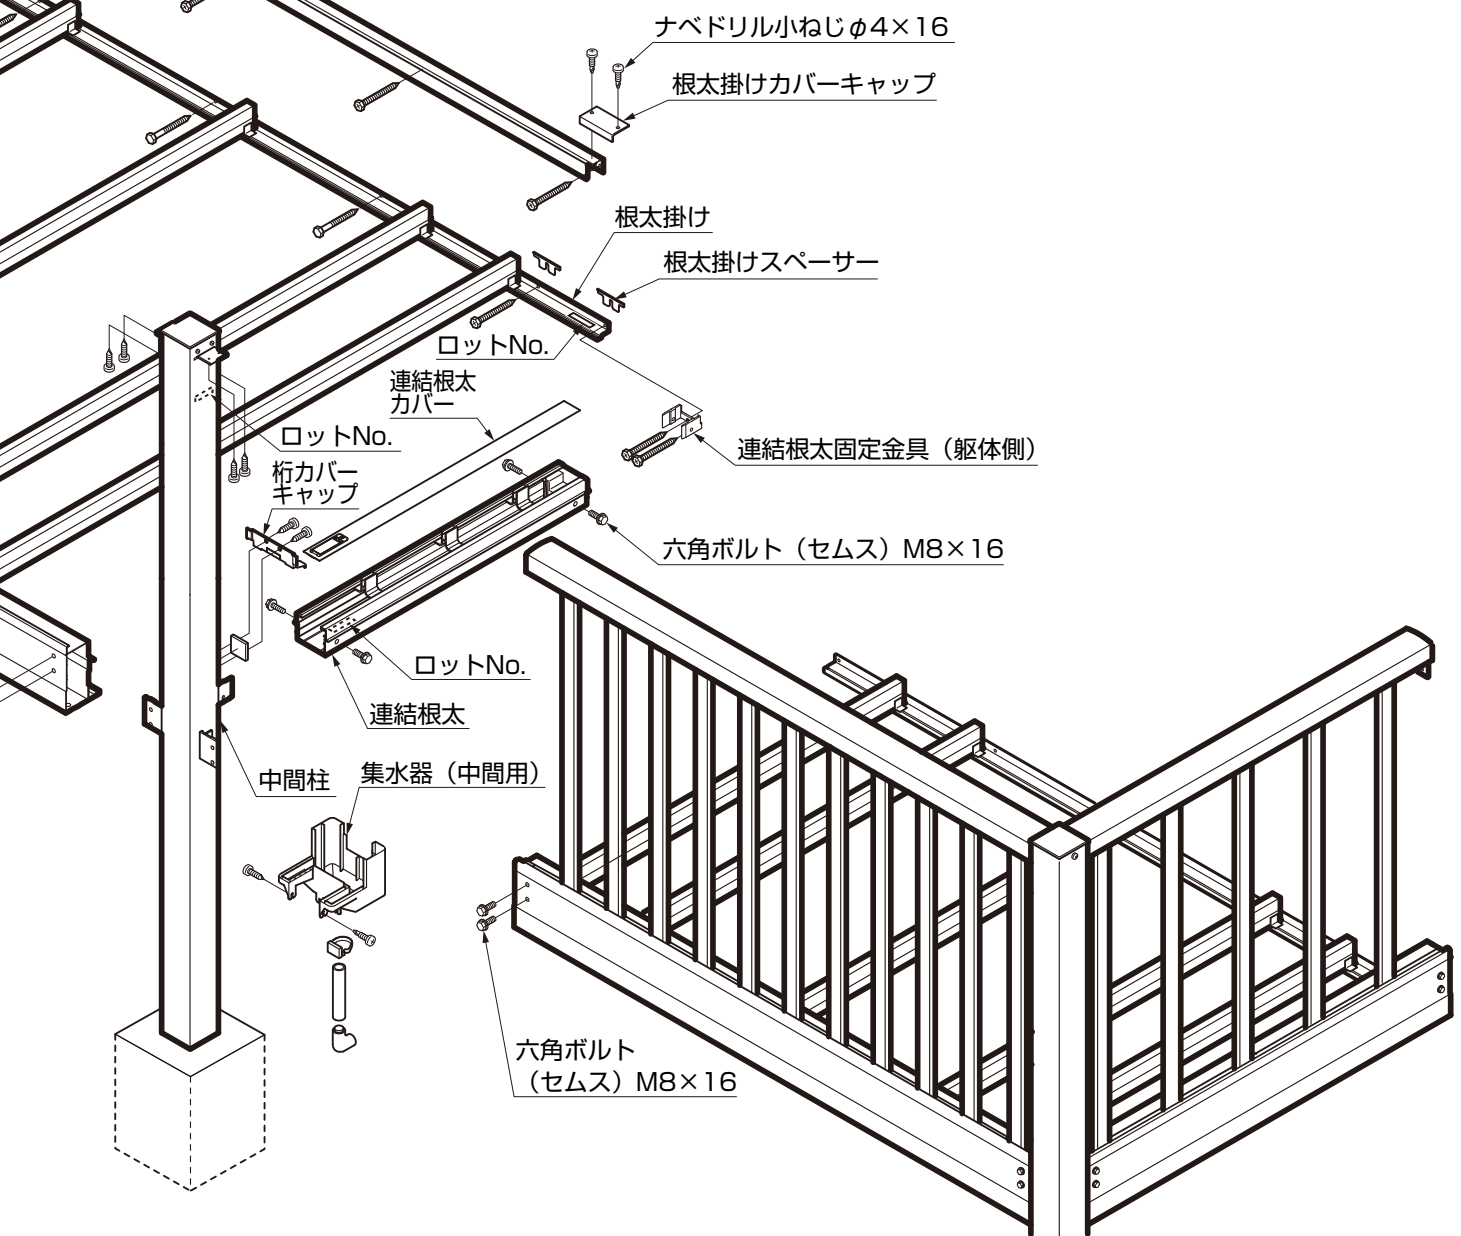 ナベドリル小ねじφ4×16
根太掛けカバーキャップ
根太掛け
根太掛けスペーサー
ロットNo.
連結根太
カバー
ロットNo.
連結根太固定金具（躯体側）
桁カバー
キャップ
六角ボルト（セムス）M8×16
ロットNo.
連結根太
中間柱
集水器（中間用）
六角ボルト
（セムス）M8×16